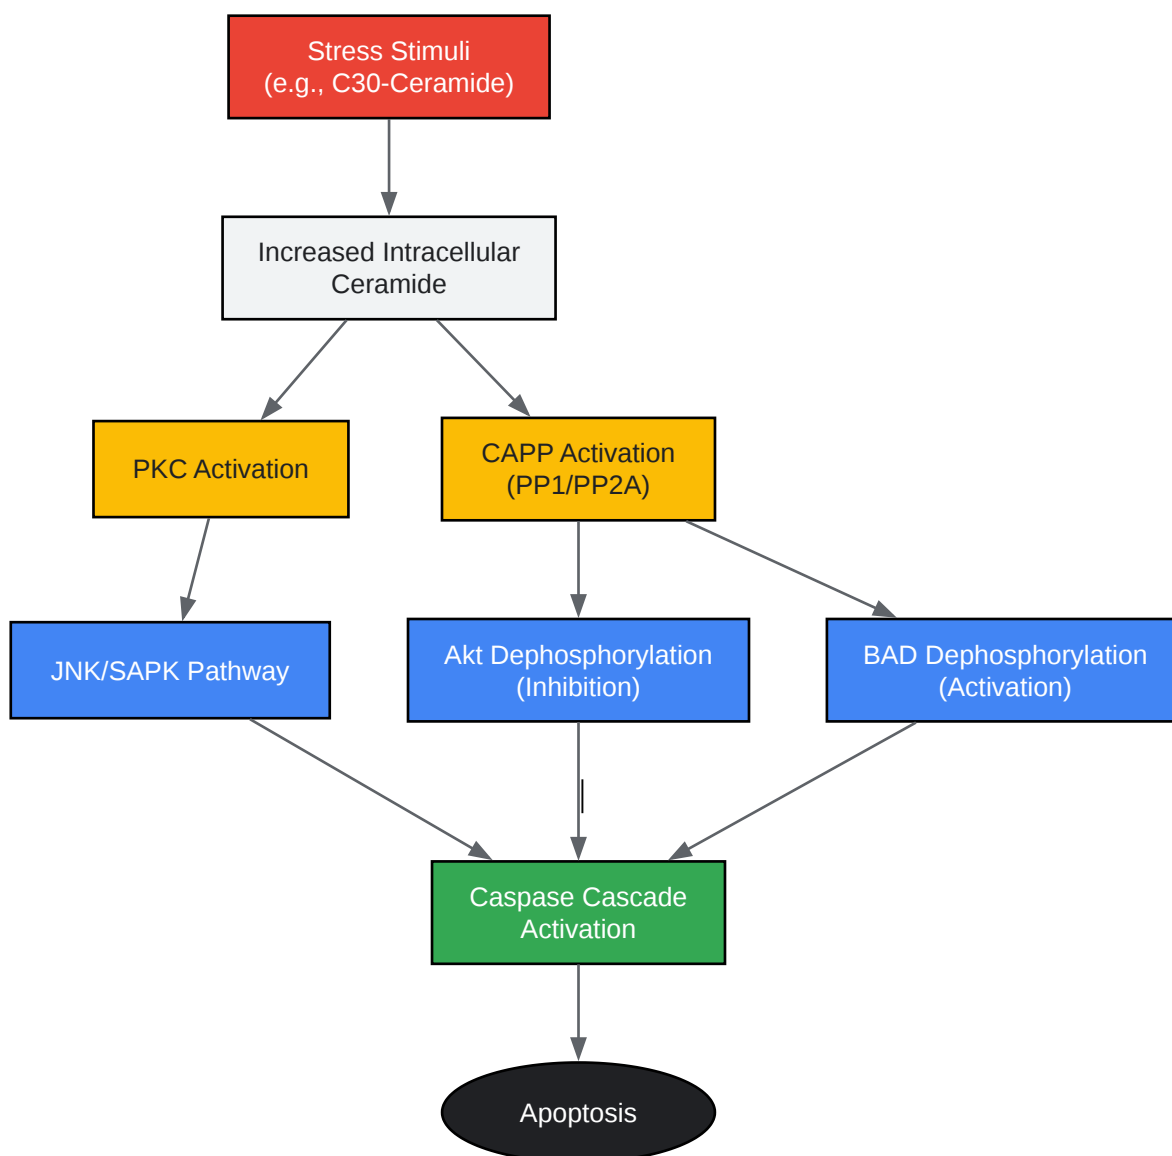 Stress Stimuli
(e.g., C30-Ceramide)
Increased Intracellular
Ceramide
PKC Activation
CAPP Activation
(PP1/PP2A)
JNK/SAPK Pathway
Akt Dephosphorylation
(Inhibition)
BAD Dephosphorylation
(Activation)
|
Caspase Cascade
Activation
Apoptosis